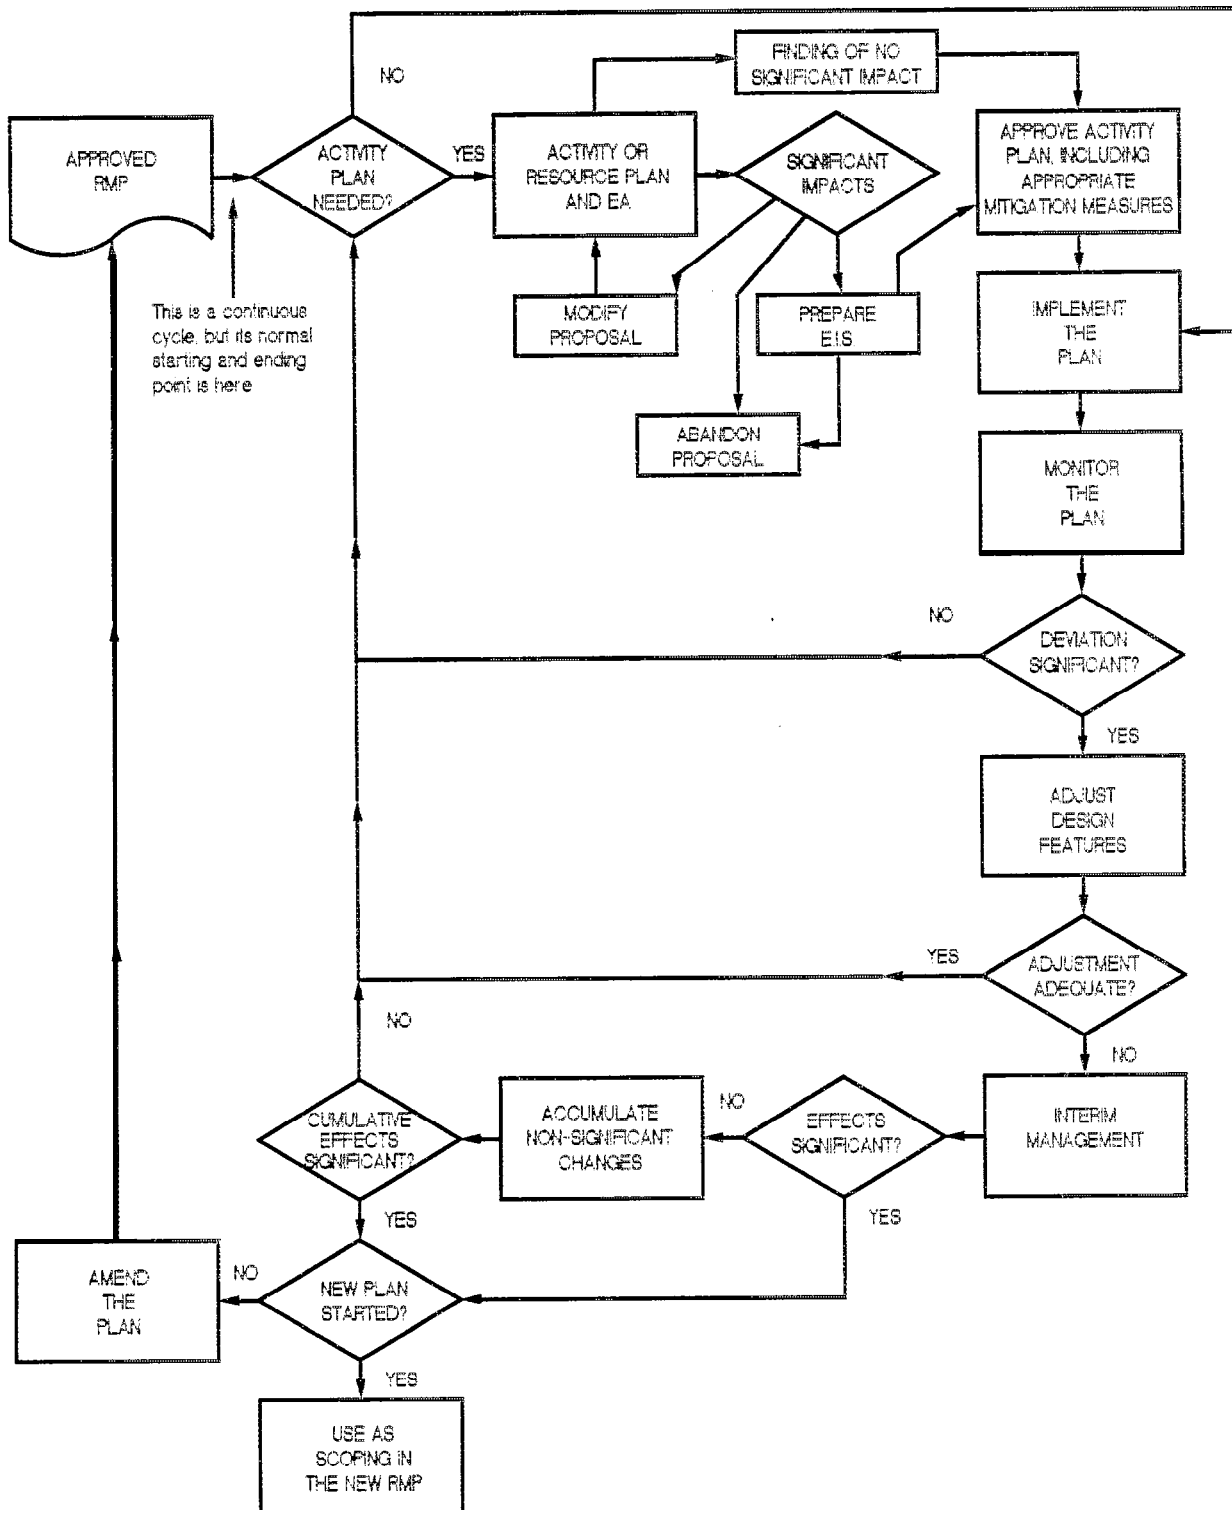 FINDING OF NO
SIGNIFICANT IMPACT
NO
APPROVED
RMP
ACTIVITY
PLAN
NEEDED?
YES
ACTIVITY OR
RESOURCE PLAN
AND EA
SIGNIFICANT
IMPACTS
APPROVE ACTIVITY
PLAN, INCLUDING
APPROPRIATE
MITIGATION MEASURES
This is a continuous
cycle, but its normal
starting and ending
point is here
MODIFY
PROPOSAL
PREPARE
E.I.S.
IMPLEMENT
THE
PLAN
ABANDON
PROPOSAL
MONITOR
THE
PLAN
NO
DEVIATION
SIGNIFICANT?
YES
ADJUST
DESIGN
FEATURES
YES
ADJUSTMENT
ADEQUATE?
NO
NO
CUMULATIVE
EFFECTS
SIGNIFICANT?
ACCUMULATE
NON-SIGNIFICANT
CHANGES
NO
EFFECTS
SIGNIFICANT?
INTERIM
MANAGEMENT
YES
YES
AMEND
THE
PLAN
NO
NEW PLAN
STARTED?
YES
USE AS
SCOPING IN
THE NEW RMP